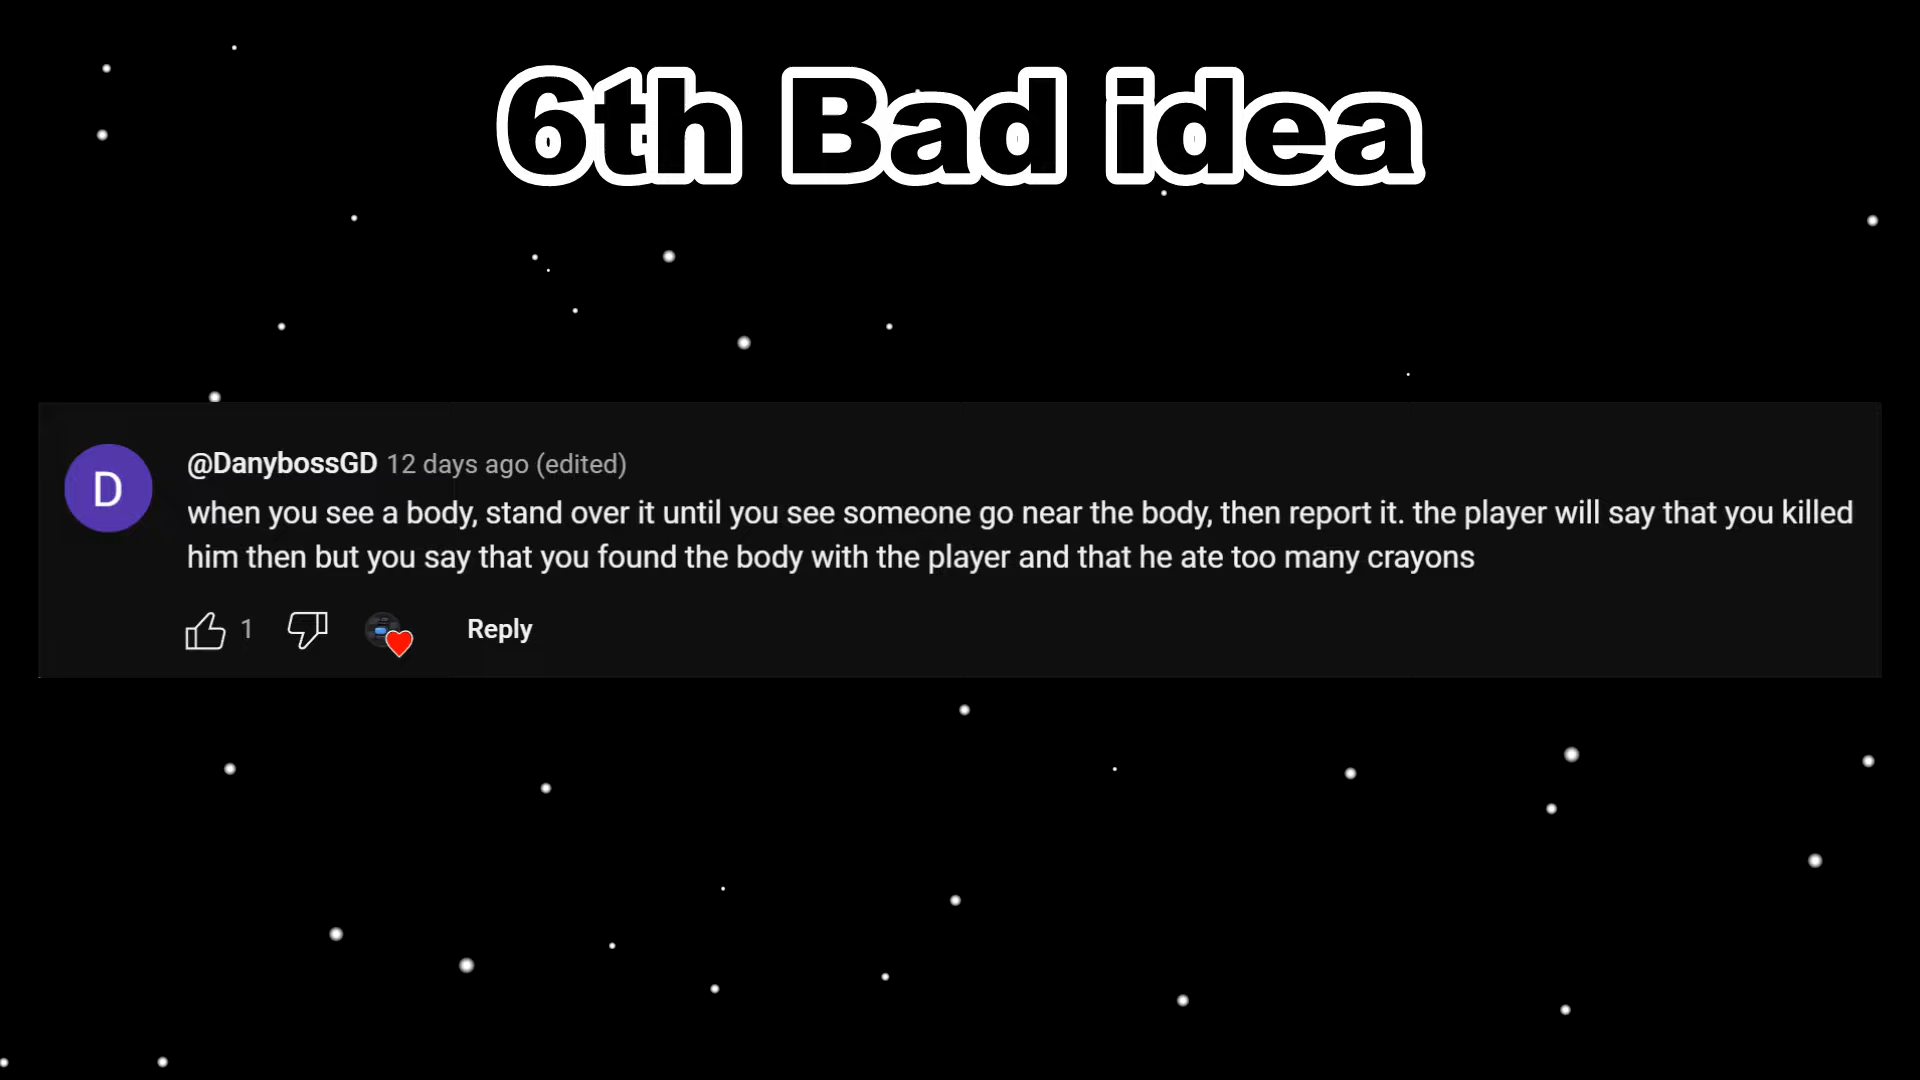 6th Bad idea
@DanybossGD 12 days ago (edited)
when you see a body, stand over it until you see someone go near the body, then report it. the player will say that you killed
him then but you say that you found the body with the player and that he ate too many crayons
D
1
Reply